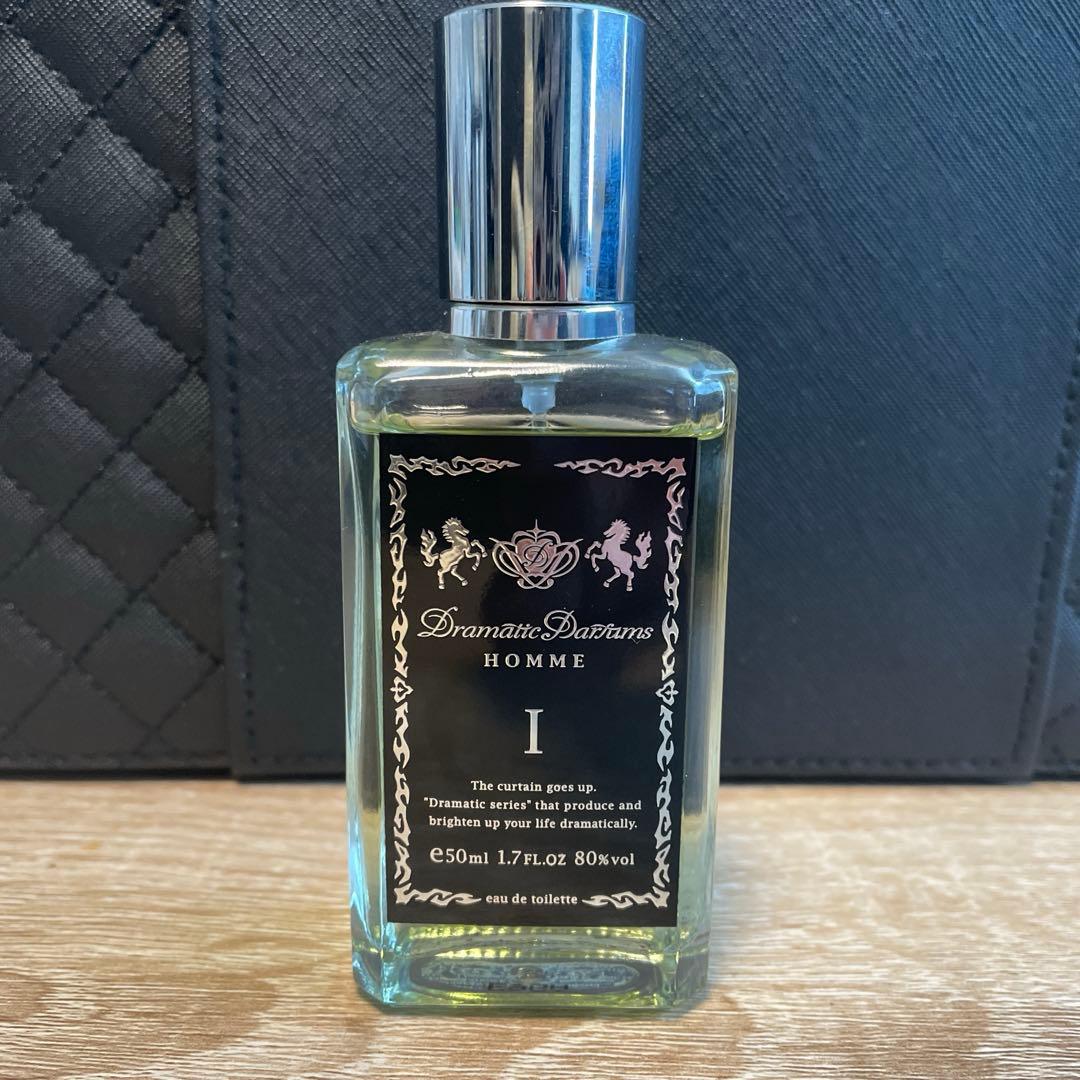 D
Dramatic Parfums
HOMME
I
The curtain goes up.
"Dramatic series" that produce and
brighten up your life dramatically.
e50ml 1.7FL.OZ 80%vol
eau de toilette